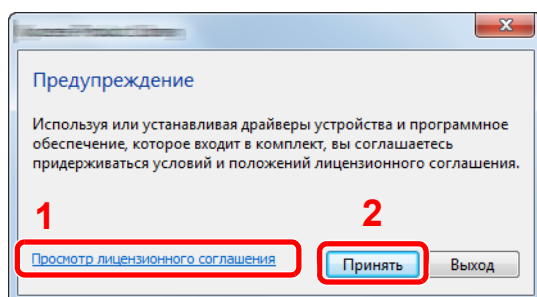 Предупреждение
Используя или устанавливая драйверы устройства и программное
обеспечение, которое входит в комплект, вы соглашаетесь
придерживаться условий и положений лицензионного соглашения.
1
2
Просмотр лицензионного соглашения
Принять
Выход